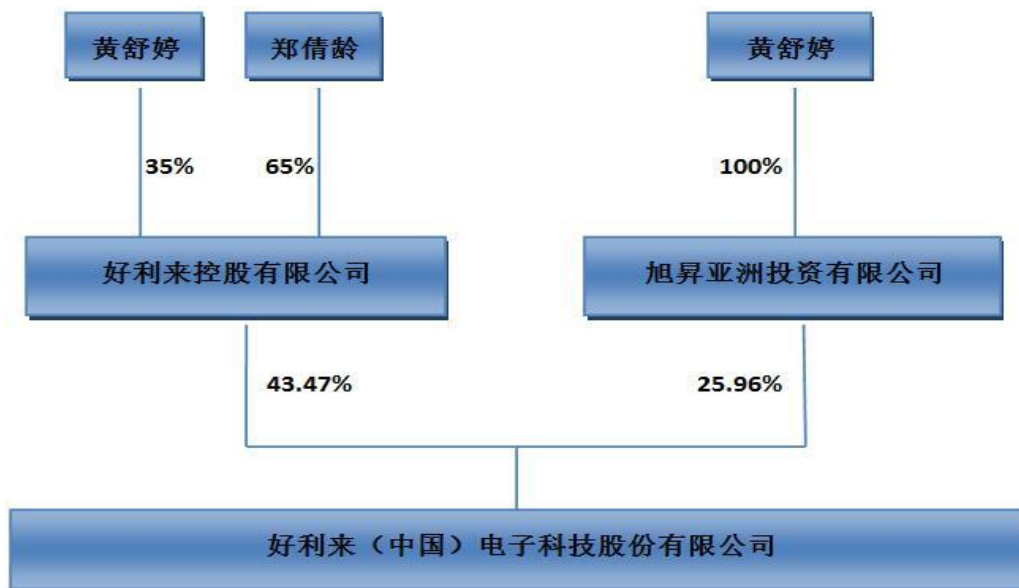 黄舒婷
郑倩龄
黄舒婷
35%
65%
100%
好利来控股有限公司
旭昇亚洲投资有限公司
43.47%
25.96%
好利来（中国）电子科技股份有限公司